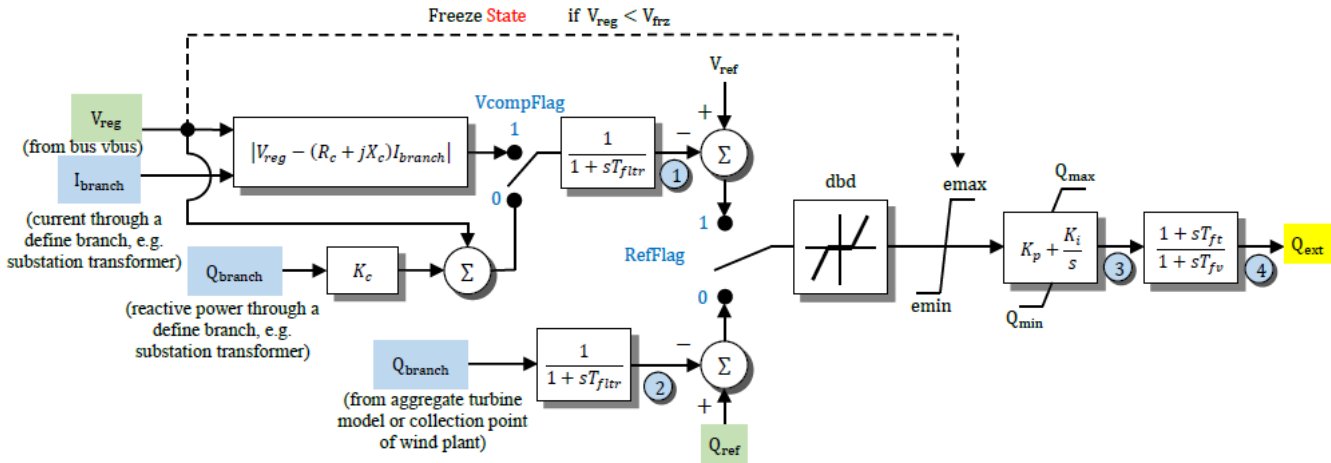 Freeze State if V_reg < V_frz
V_reg
(from bus vbus)
I_branch
(current through a
define branch, e.g.
substation transformer)
|V_reg − (R_c + jX_c)I_branch|
VcompFlag
1
0
1
1 + sT_fltr
1
V_ref
+
−
Σ
Q_branch
(reactive power through a
define branch, e.g.
substation transformer)
K_c
Σ
1
RefFlag
0
dbd
emax
emin
Q_max
K_p + K_i
s
Q_min
3
1 + sT_ft
1 + sT_fv
4
Q_ext
Q_branch
(from aggregate turbine
model or collection point
of wind plant)
1
1 + sT_fltr
2
−
Σ
+
Q_ref